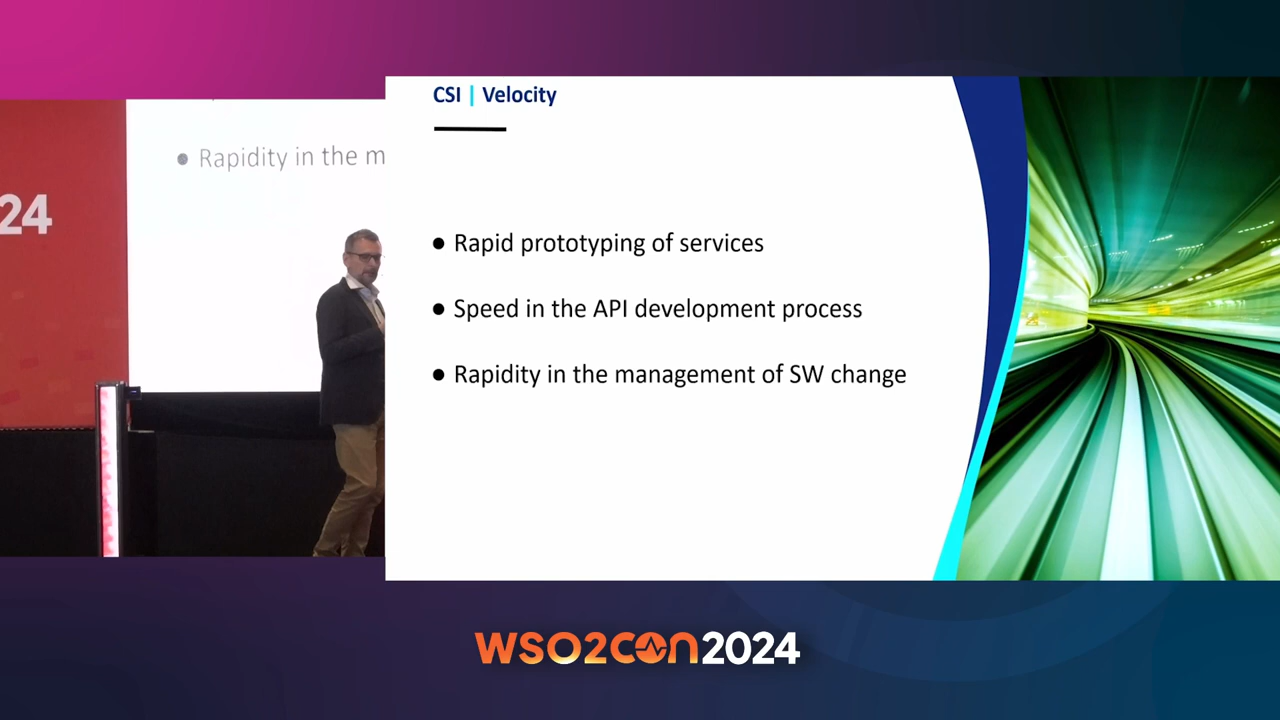 CSI | Velocity
● Rapidity in the m
24
● Rapid prototyping of services
● Speed in the API development process
● Rapidity in the management of SW change
WSO2CON2024